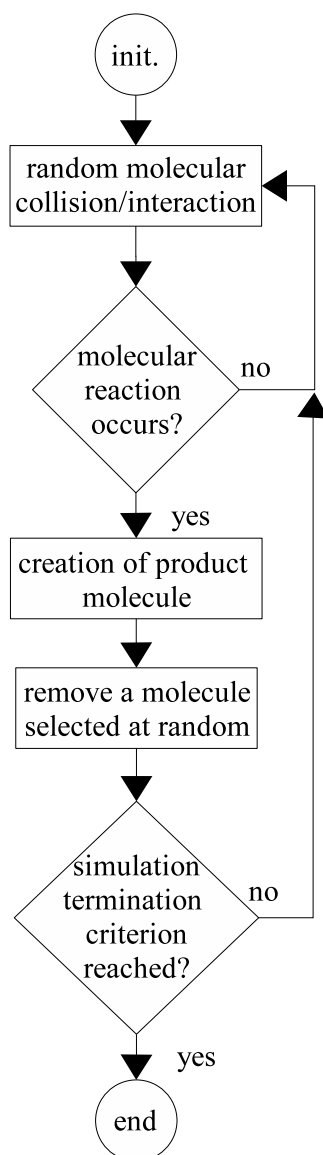 init.
random molecular
collision/interaction
molecular
reaction
occurs?
no
yes
creation of product
molecule
remove a molecule
selected at random
simulation
termination
criterion
reached?
no
yes
end